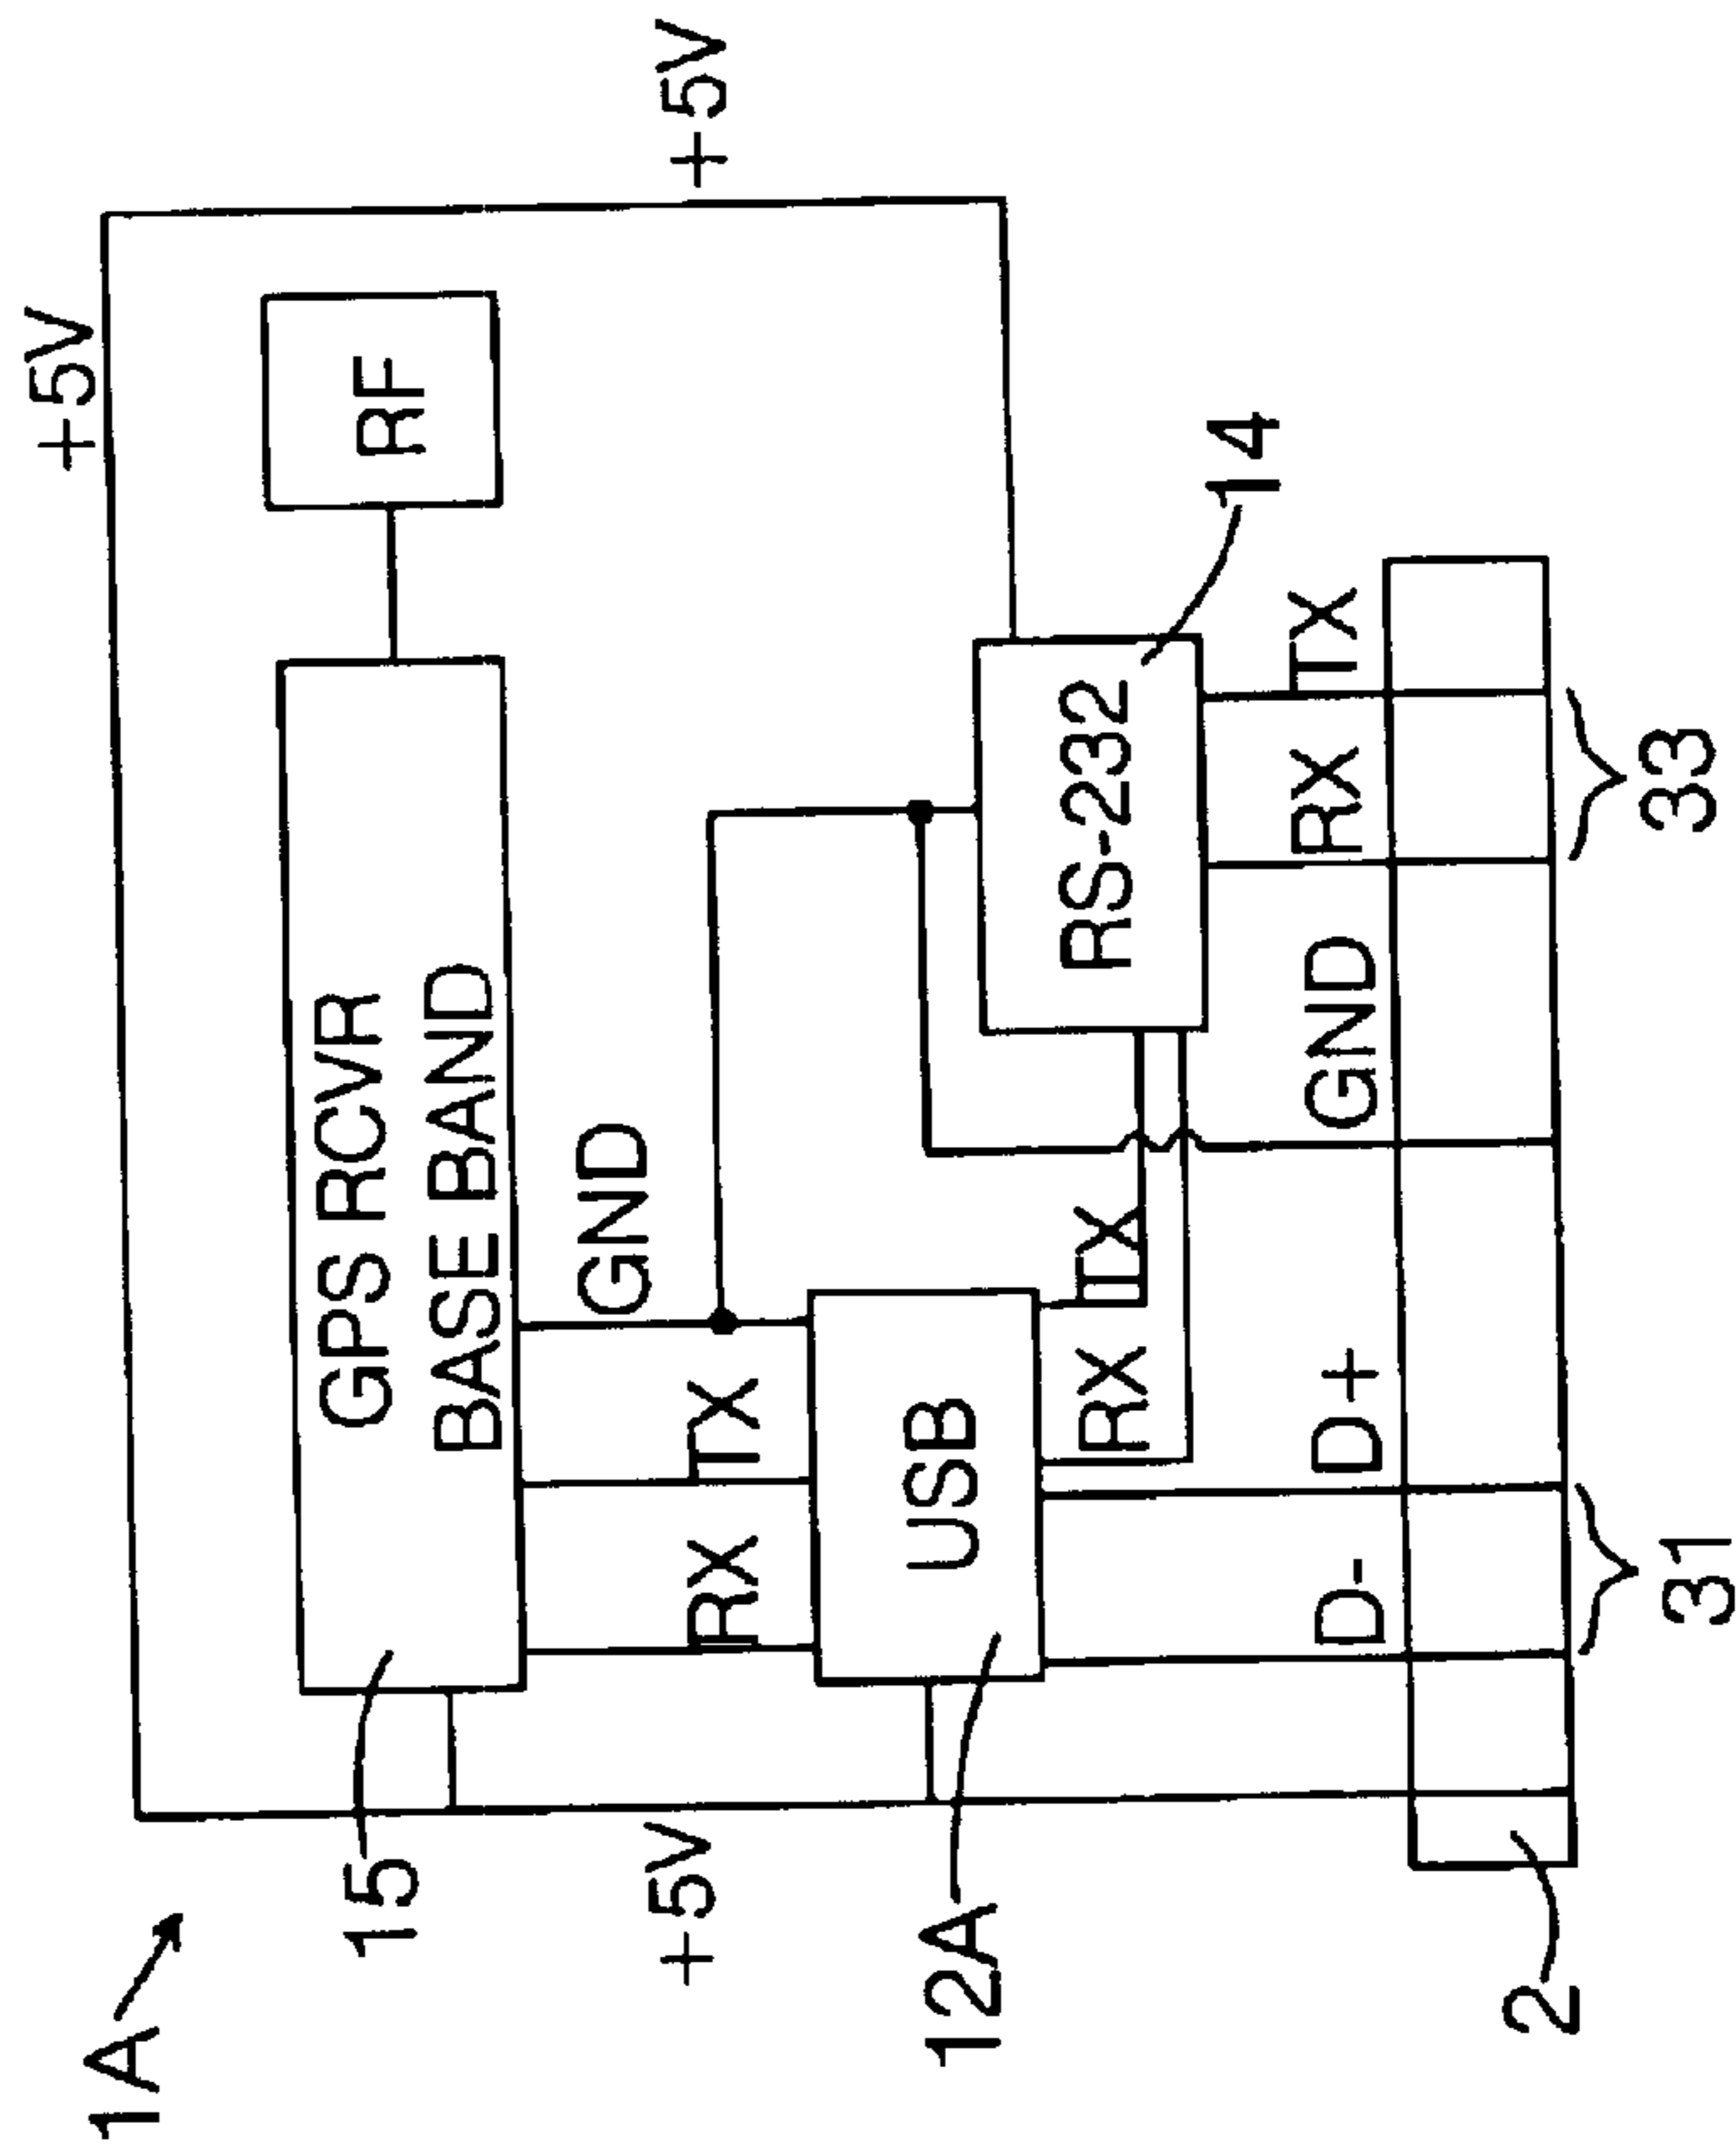 1A
+5V
+5V
15
GPS RCVR
BASE BAND
RF
+5V
RX
TX
GND
12A
USB
RX
TX
RS-232
14
D-
D+
GND
RX
TX
2
31
33